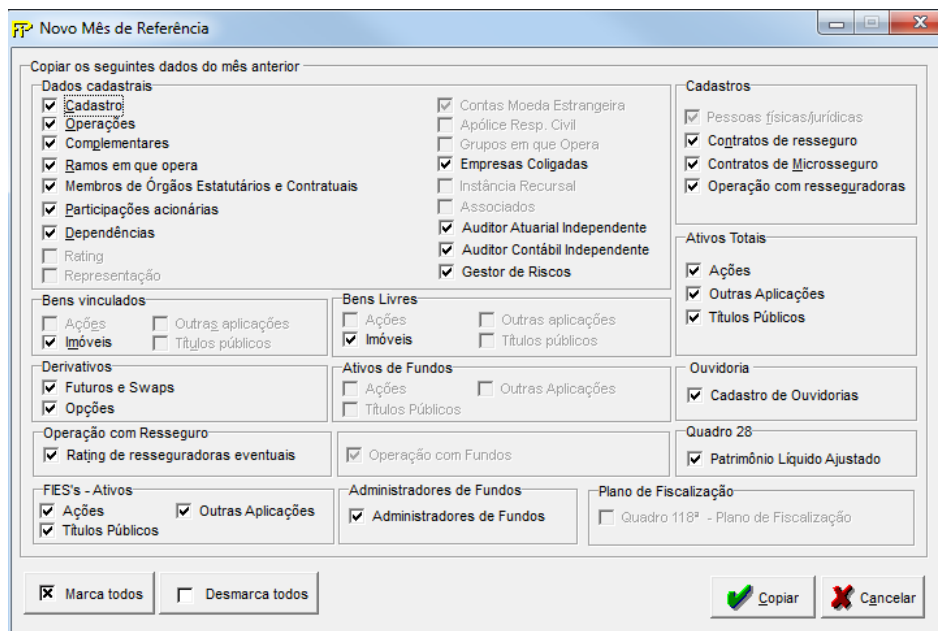 FIP Novo Mês de Referência
Copiar os seguintes dados do mês anterior
Dados cadastrais
Cadastro
Operações
Complementares
Ramos em que opera
Membros de Órgãos Estatutários e Contratuais
Participações acionárias
Dependências
Rating
Representação
Contas Moeda Estrangeira
Apólice Resp. Civil
Grupos em que Opera
Empresas Coligadas
Instância Recursal
Associados
Auditor Atuarial Independente
Auditor Contábil Independente
Gestor de Riscos
Cadastros
Pessoas físicas/jurídicas
Contratos de resseguro
Contratos de Microsseguro
Operação com resseguradoras
Ativos Totais
Ações
Outras Aplicações
Títulos Públicos
Bens vinculados
Ações Outras aplicações
Imóveis Títulos públicos
Bens Livres
Ações Outras aplicações
Imóveis Títulos públicos
Derivativos
Futuros e Swaps
Opções
Ativos de Fundos
Ações Outras Aplicações
Títulos Públicos
Ouvidoria
Cadastro de Ouvidorias
Operação com Resseguro
Rating de resseguradoras eventuais
Operação com Fundos
Quadro 28
Patrimônio Líquido Ajustado
FIES's - Ativos
Ações Outras Aplicações
Títulos Públicos
Administradores de Fundos
Administradores de Fundos
Plano de Fiscalização
Quadro 118ª - Plano de Fiscalização
Marca todos Desmarca todos Copiar Cancelar